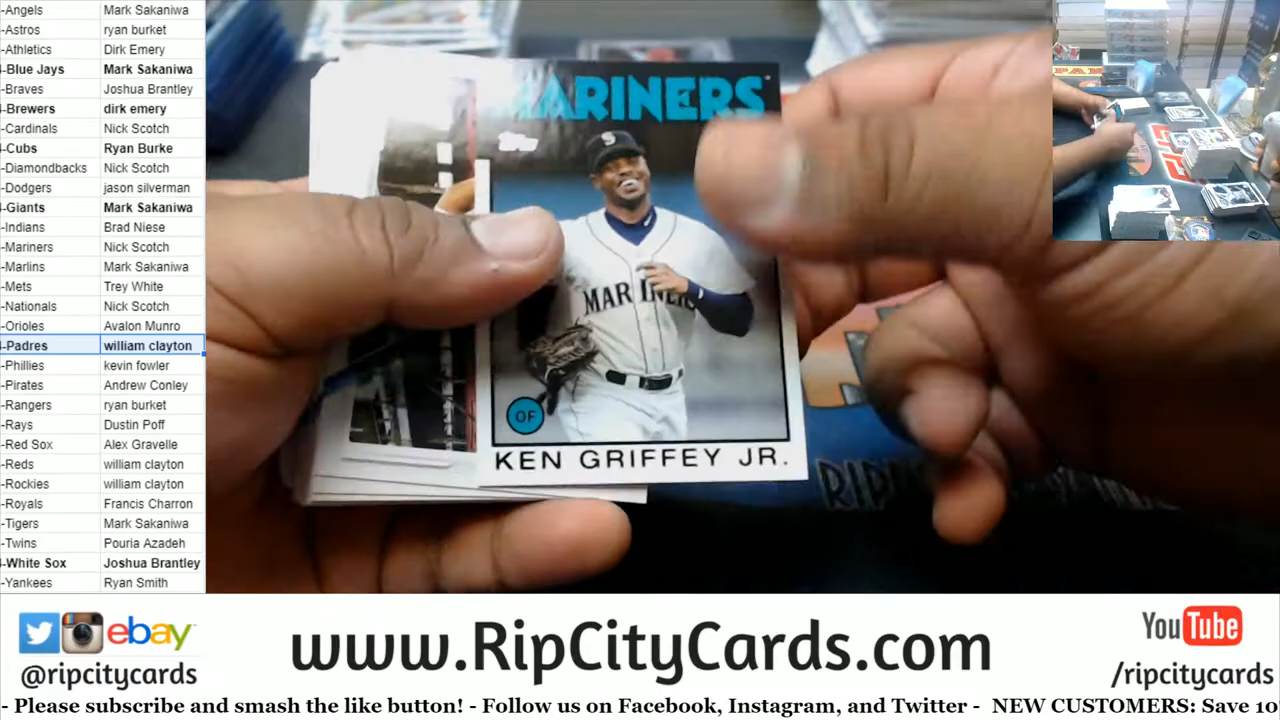 -Angels Mark Sakaniwa
-Astros ryan burket
-Athletics Dirk Emery
-Blue Jays Mark Sakaniwa
-Braves Joshua Brantley
-Brewers dirk emery
-Cardinals Nick Scotch
-Cubs Ryan Burke
-Diamondbacks Nick Scotch
-Dodgers jason silverman
-Giants Mark Sakaniwa
-Indians Brad Niese
-Mariners Nick Scotch
-Marlins Mark Sakaniwa
-Mets Trey White
-Nationals Nick Scotch
-Orioles Avalon Munro
-Padres william clayton
-Phillies kevin fowler
-Pirates Andrew Conley
-Rangers ryan burket
-Rays Dustin Poff
-Red Sox Alex Gravelle
-Reds william clayton
-Rockies william clayton
-Royals Francis Charron
-Tigers Mark Sakaniwa
-Twins Pouria Azadeh
-White Sox Joshua Brantley
-Yankees Ryan Smith
MARINERS
Topps
S
MARINERS
OF
KEN GRIFFEY JR.
ebay
@ripcitycards
www.RipCityCards.com
YouTube
/ripcitycards
- Please subscribe and smash the like button! - Follow us on Facebook, Instagram, and Twitter - NEW CUSTOMERS: Save 10